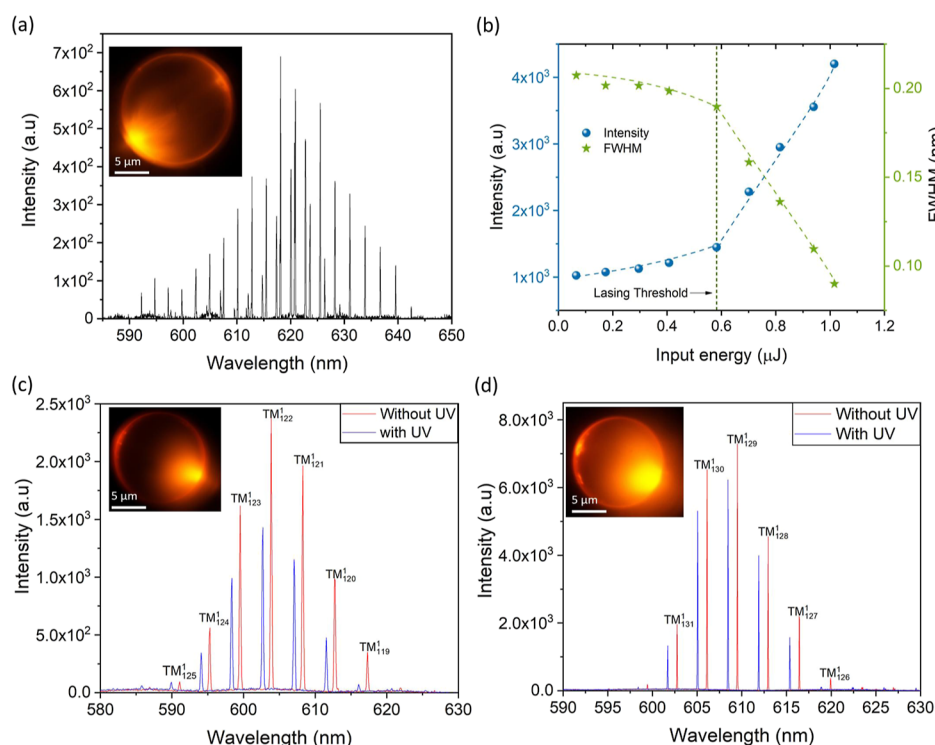 (a)
7x10²
6x10²
5x10²
4x10²
3x10²
2x10²
1x10²
0
590
600
610
620
630
640
650
Intensity (a.u)
Wavelength (nm)
5 μm
(b)
4x10³
3x10³
2x10³
1x10³
0.0
0.2
0.4
0.6
0.8
1.0
1.2
0.20
0.15
0.10
Intensity (a.u)
Input energy (μJ)
FWHM (nm)
Intensity
FWHM
Lasing Threshold
(c)
2.5x10³
2.0x10³
1.5x10³
1.0x10³
5.0x10²
0.0
580
590
600
610
620
630
Intensity (a.u)
Wavelength (nm)
Without UV
with UV
5 μm
TM¹₁₂₅
TM¹₁₂₄
TM¹₁₂₃
TM¹₁₂₂
TM¹₁₂₁
TM¹₁₂₀
TM¹₁₁₉
(d)
8.0x10³
6.0x10³
4.0x10³
2.0x10³
0.0
590
595
600
605
610
615
620
625
630
Intensity (a.u)
Wavelength (nm)
Without UV
With UV
5 μm
TM¹₁₃₁
TM¹₁₃₀
TM¹₁₂₉
TM¹₁₂₈
TM¹₁₂₇
TM¹₁₂₆